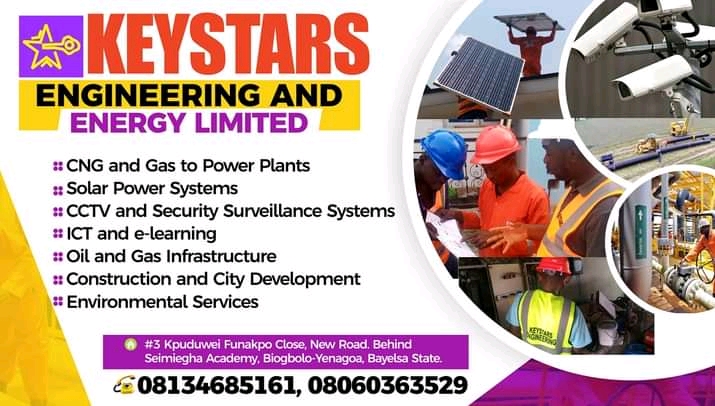 KEYSTARS
ENGINEERING AND
ENERGY LIMITED
CNG and Gas to Power Plants
Solar Power Systems
CCTV and Security Surveillance Systems
ICT and e-learning
Oil and Gas Infrastructure
Construction and City Development
Environmental Services
#3 Kpuduwei Funakpo Close, New Road. Behind
Seimiegha Academy, Biogbolo-Yenagoa, Bayelsa State.
08134685161, 08060363529
KEYSTARS
ENGINEERING